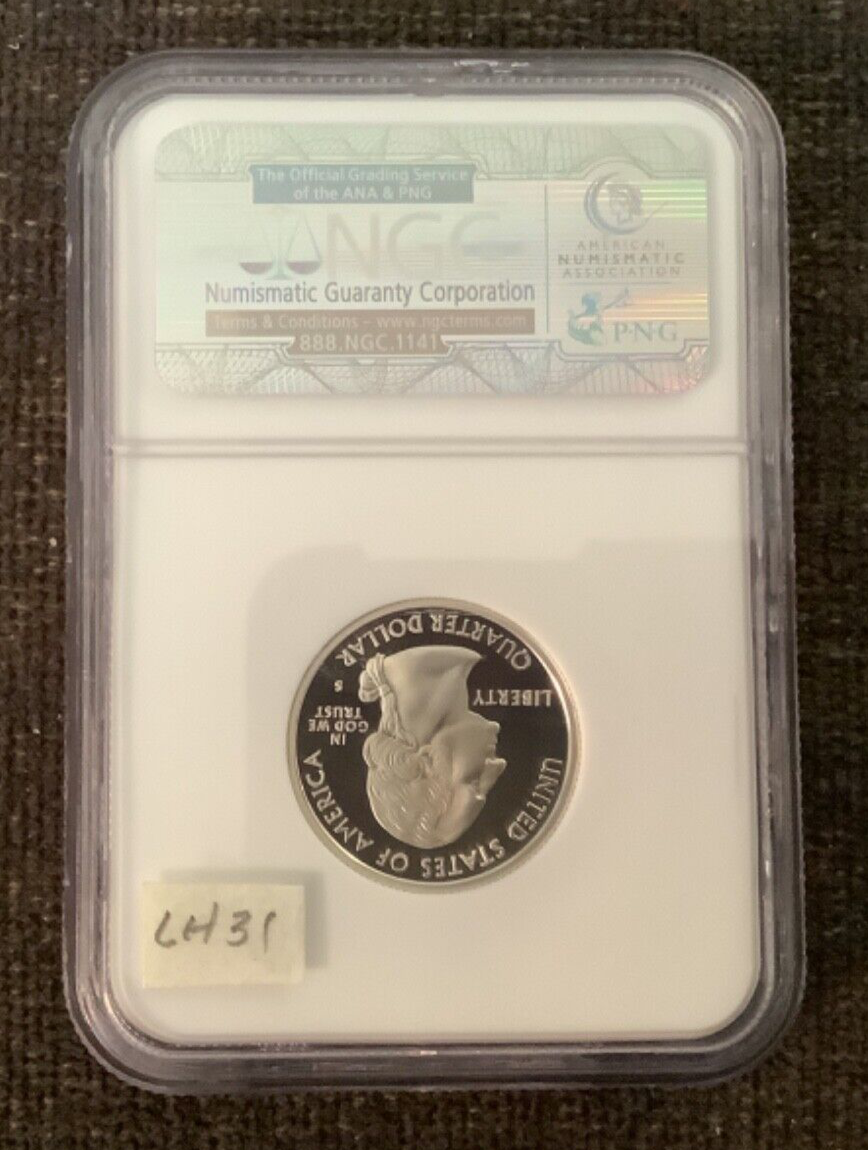 The Official Grading Service
of the ANA & PNG
NGC
Numismatic Guaranty Corporation
Terms & Conditions - www.ngcterms.com
888.NGC.1141
AMERICAN
NUMISMATIC
ASSOCIATION
PNG
UNITED STATES OF AMERICA
LIBERTY
IN
GOD WE
TRUST
S
QUARTER DOLLAR
LH31